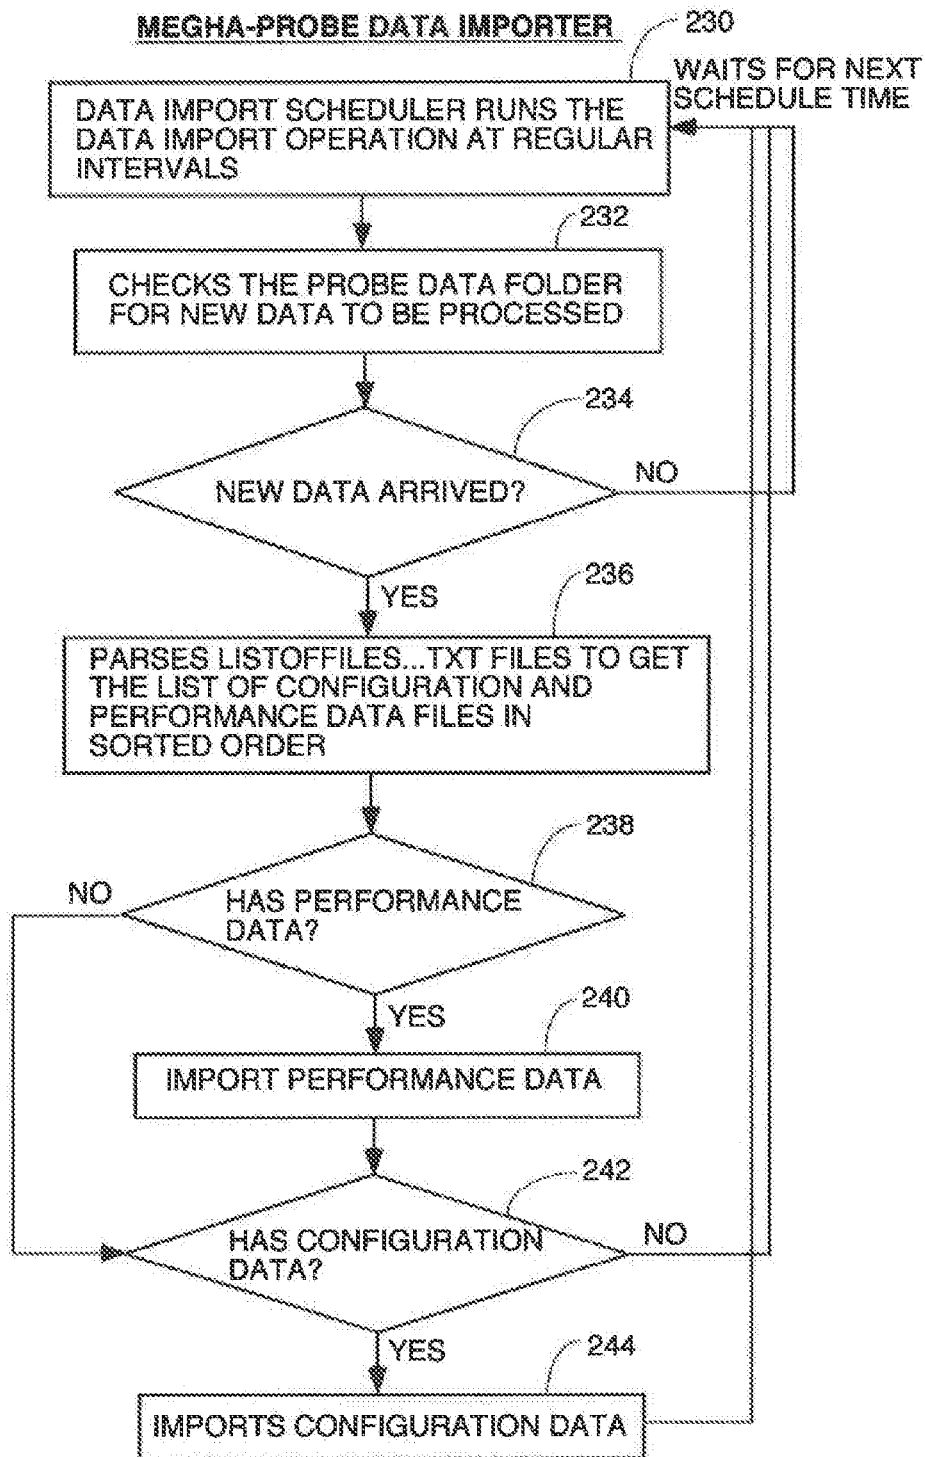 MEGHA-PROBE DATA IMPORTER
230
WAITS FOR NEXT
SCHEDULE TIME
DATA IMPORT SCHEDULER RUNS THE
DATA IMPORT OPERATION AT REGULAR
INTERVALS
232
CHECKS THE PROBE DATA FOLDER
FOR NEW DATA TO BE PROCESSED
234
NEW DATA ARRIVED?
NO
YES
236
PARSES LISTOFFILES...TXT FILES TO GET
THE LIST OF CONFIGURATION AND
PERFORMANCE DATA FILES IN
SORTED ORDER
238
NO
HAS PERFORMANCE
DATA?
YES
240
IMPORT PERFORMANCE DATA
242
HAS CONFIGURATION
DATA?
NO
YES
244
IMPORTS CONFIGURATION DATA